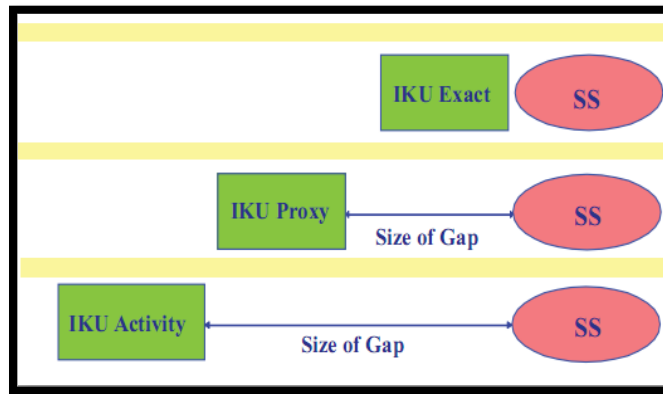 IKU Exact SS
IKU Proxy SS
Size of Gap
IKU Activity SS
Size of Gap